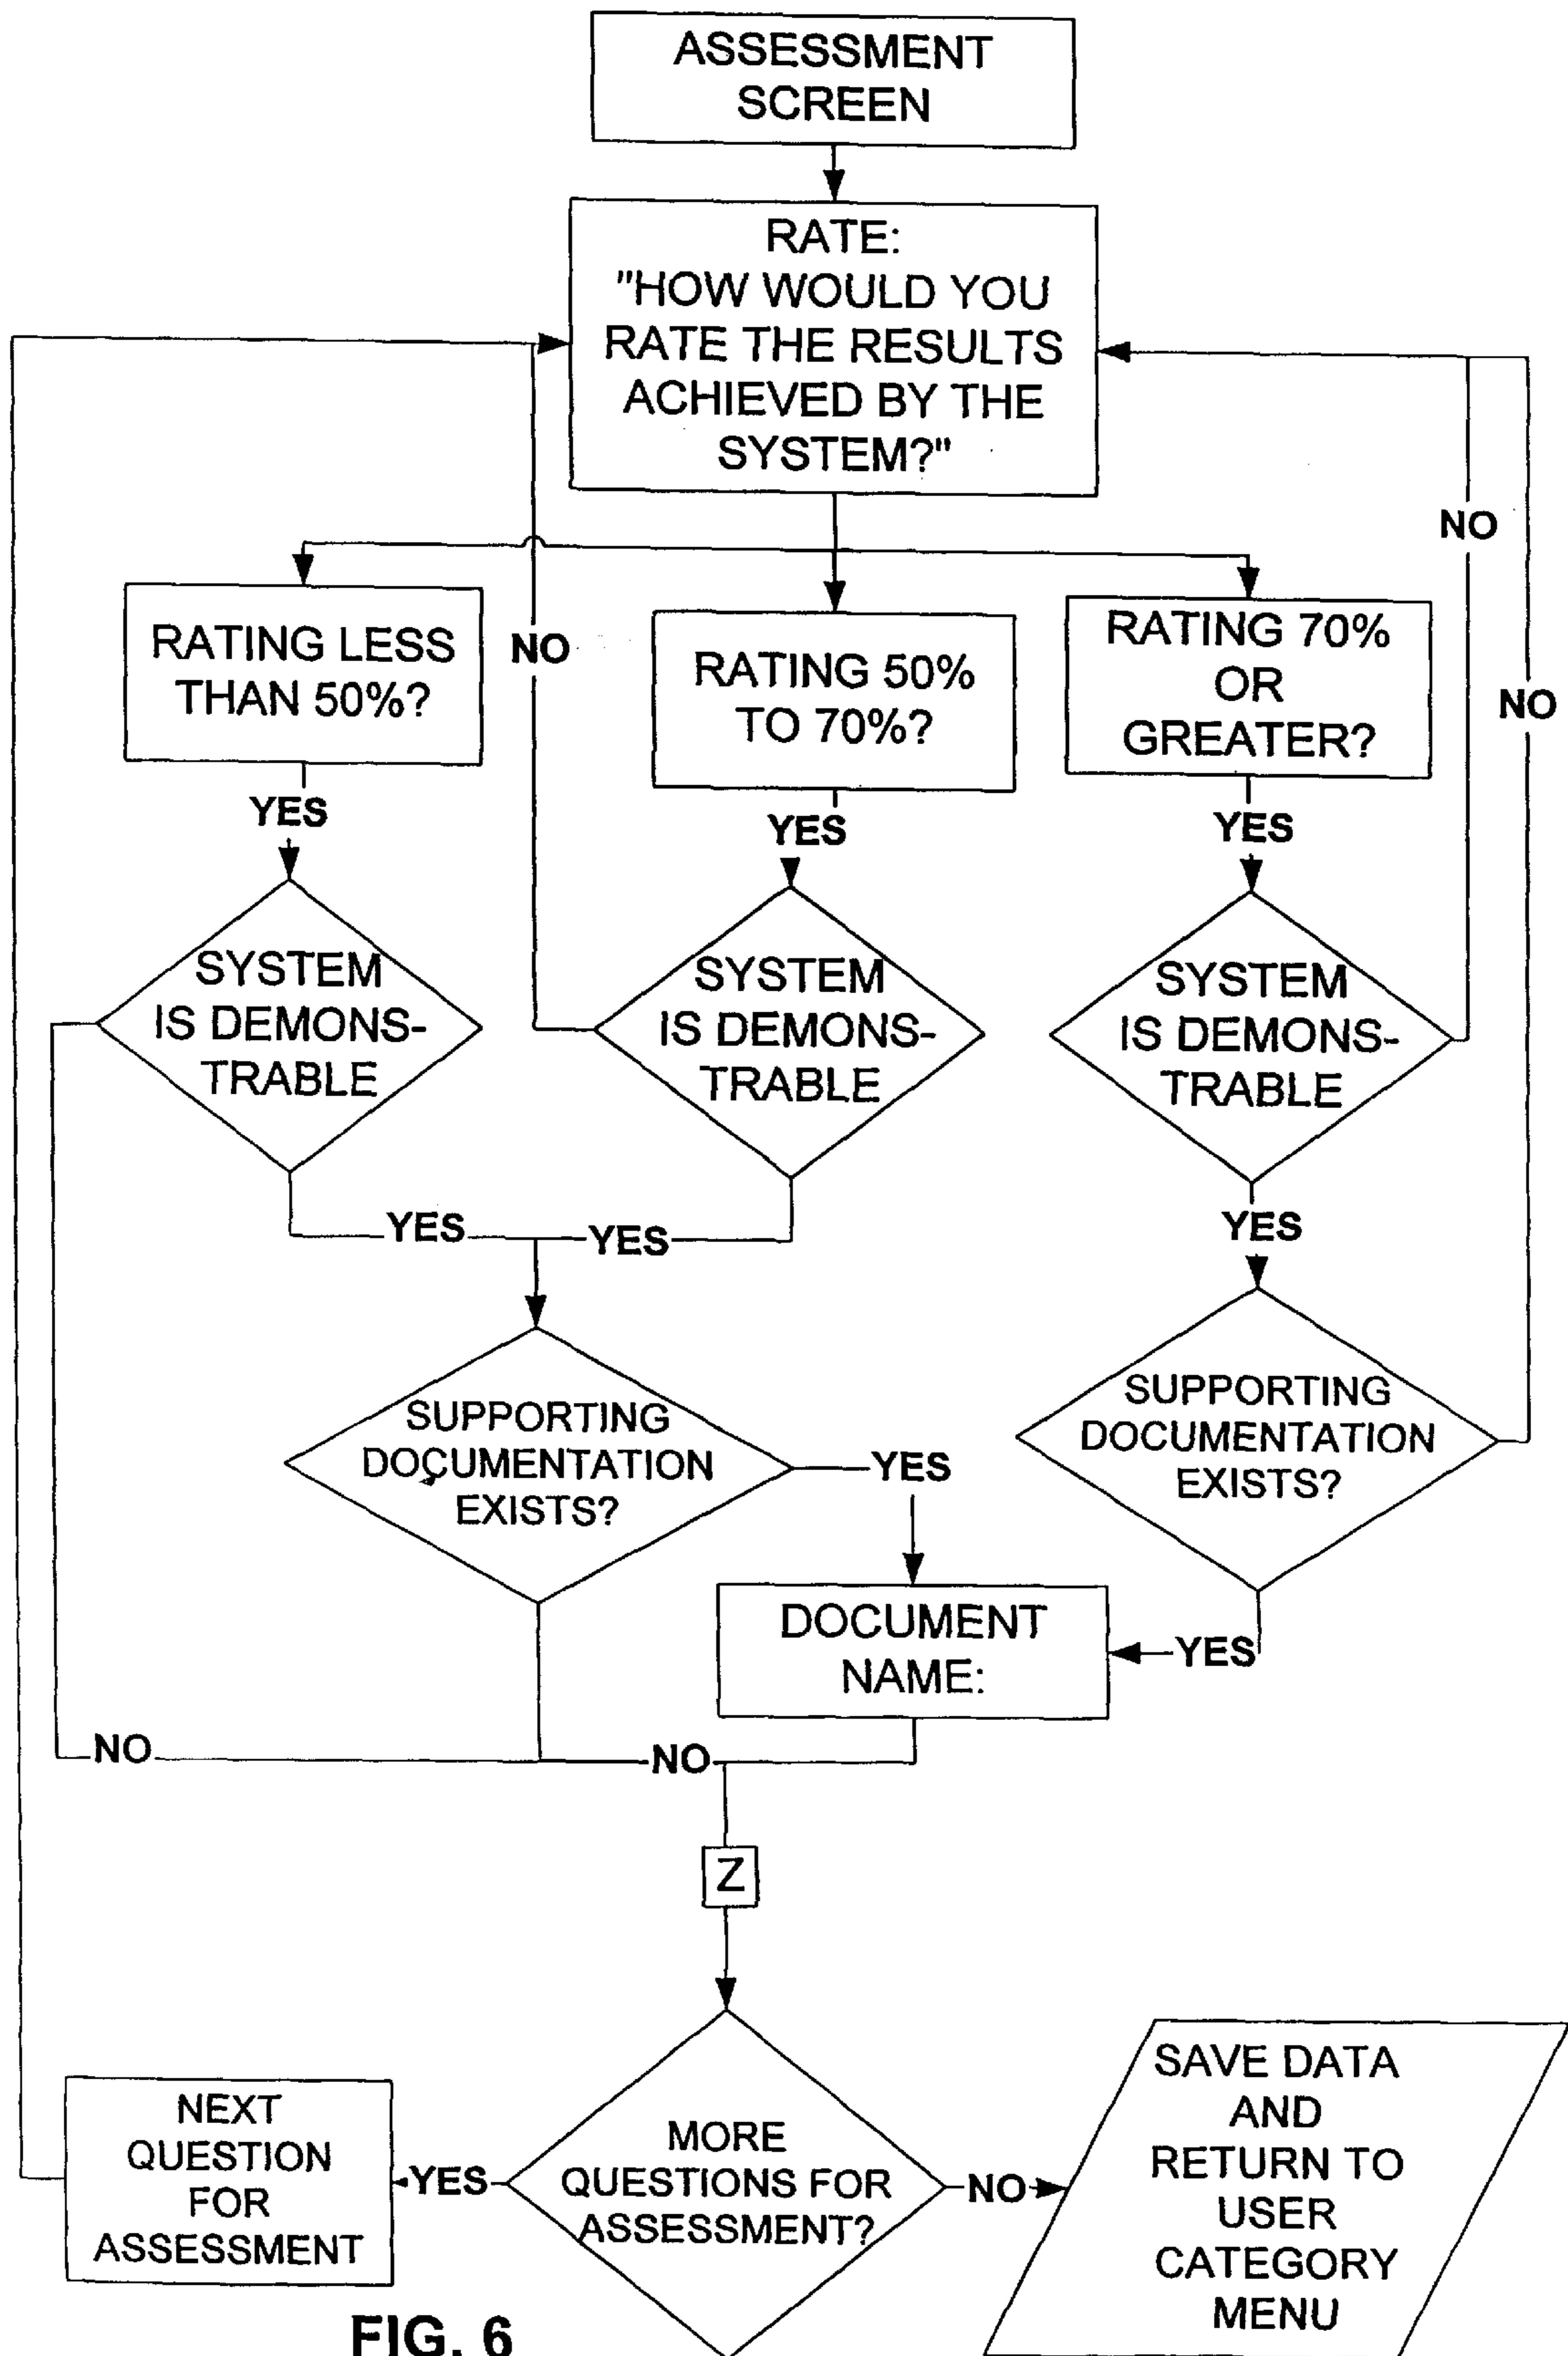 ASSESSMENT
SCREEN
RATE:
"HOW WOULD YOU
RATE THE RESULTS
ACHIEVED BY THE
SYSTEM?"
NO
RATING LESS
THAN 50%?
NO
RATING 50%
TO 70%?
RATING 70%
OR
GREATER?
NO
YES
YES
YES
SYSTEM
IS DEMONS-
TRABLE
SYSTEM
IS DEMONS-
TRABLE
SYSTEM
IS DEMONS-
TRABLE
YES
YES
YES
SUPPORTING
DOCUMENTATION
EXISTS?
YES
SUPPORTING
DOCUMENTATION
EXISTS?
DOCUMENT
NAME:
YES
NO
NO
Z
NEXT
QUESTION
FOR
ASSESSMENT
YES
MORE
QUESTIONS FOR
ASSESSMENT?
NO
SAVE DATA
AND
RETURN TO
USER
CATEGORY
MENU
FIG. 6